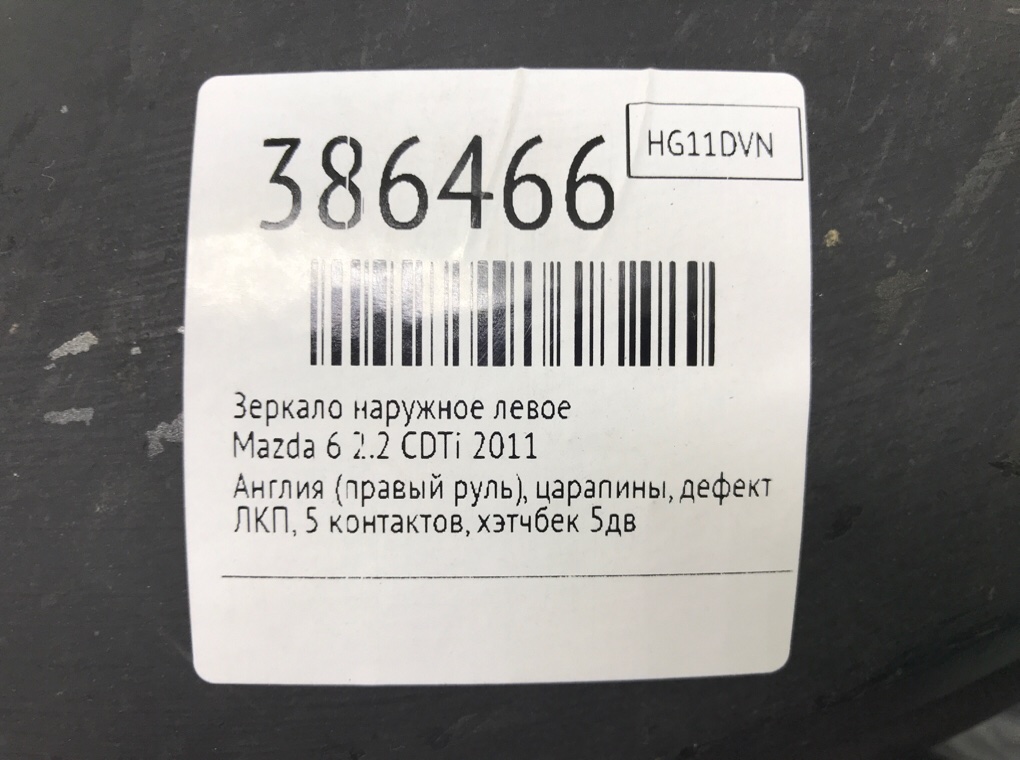 386466
HG11DVN
Зеркало наружное левое
Mazda 6 2.2 CDTi 2011
Англия (правый руль), царапины, дефект
ЛКП, 5 контактов, хэтчбек 5дв